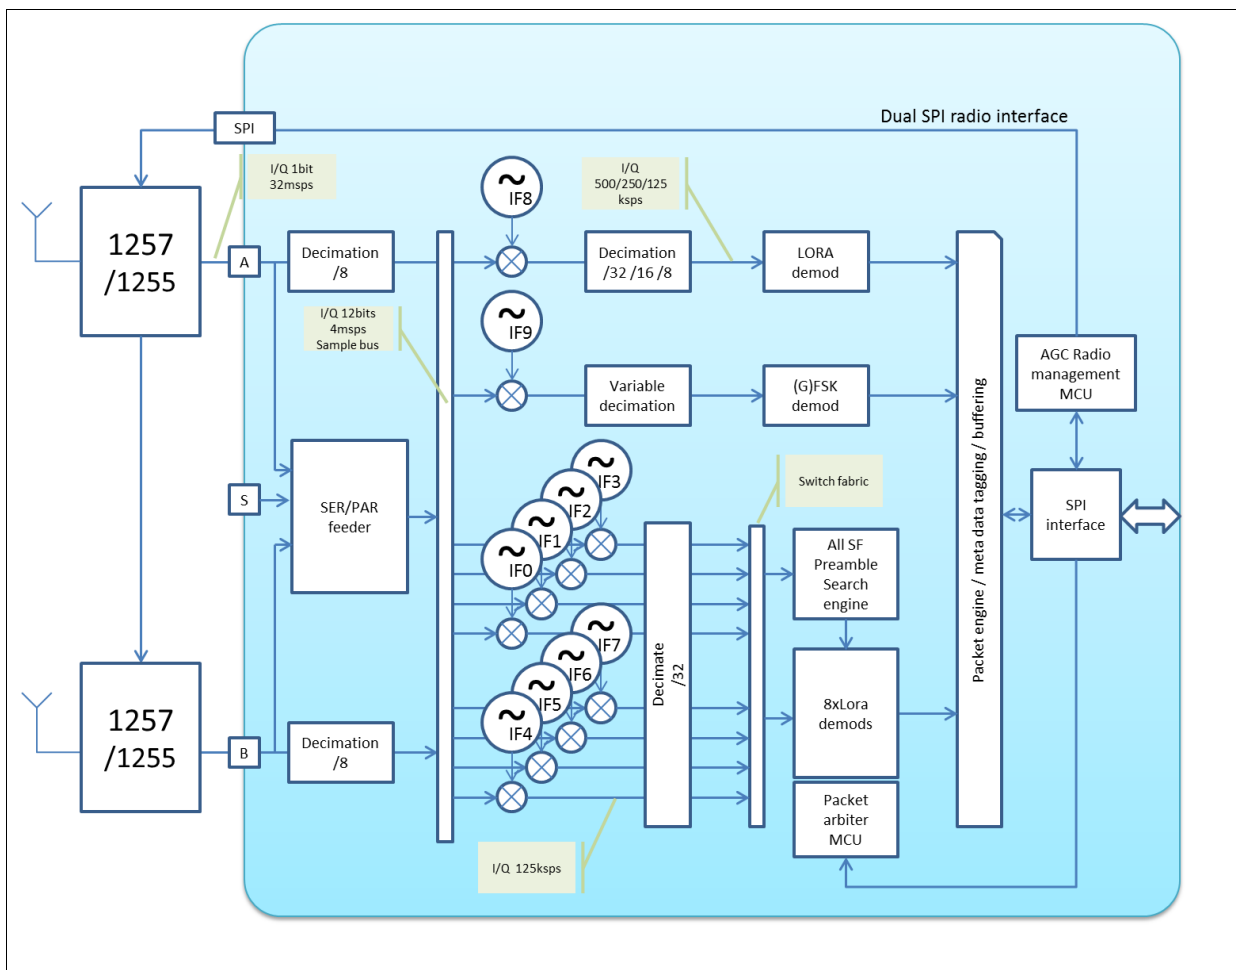 Dual SPI radio interface
SPI
I/Q 1bit
32msps
I/Q
500/250/125
ksps
~
IF8
1257
/1255
A
Decimation
/8
Decimation
/32 /16 /8
LORA
demod
I/Q 12bits
4msps
Sample bus
~
IF9
Variable
decimation
(G)FSK
demod
AGC Radio
management
MCU
Packet engine / meta data tagging / buffering
S
SER/PAR
feeder
~
IF3
~
IF2
~
IF1
~
IF0
Switch fabric
SPI
interface
All SF
Preamble
Search
engine
Decimate
/32
~
IF7
~
IF6
~
IF5
~
IF4
8xLora
demods
1257
/1255
B
Decimation
/8
Packet
arbiter
MCU
I/Q 125ksps